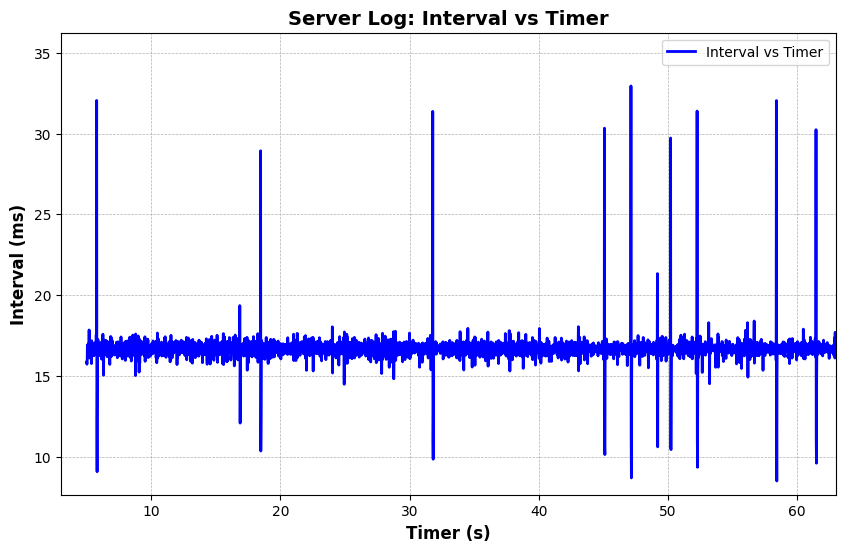 Server Log: Interval vs Timer
Interval vs Timer
35
30
25
20
15
10
Interval (ms)
10 20 30 40 50 60
Timer (s)